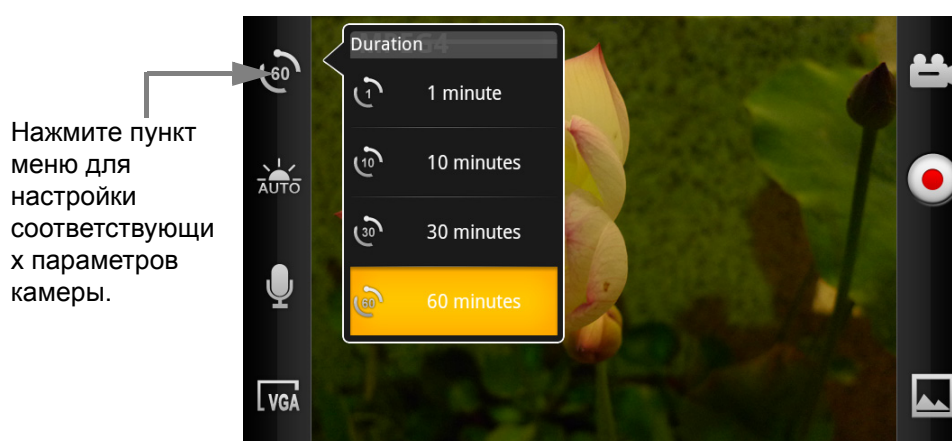 Нажмите пункт
меню для
настройки
соответствующи
х параметров
камеры.
60
AUTO
VGA
MPEG4
Duration
1
1 minute
10
10 minutes
30
30 minutes
60
60 minutes